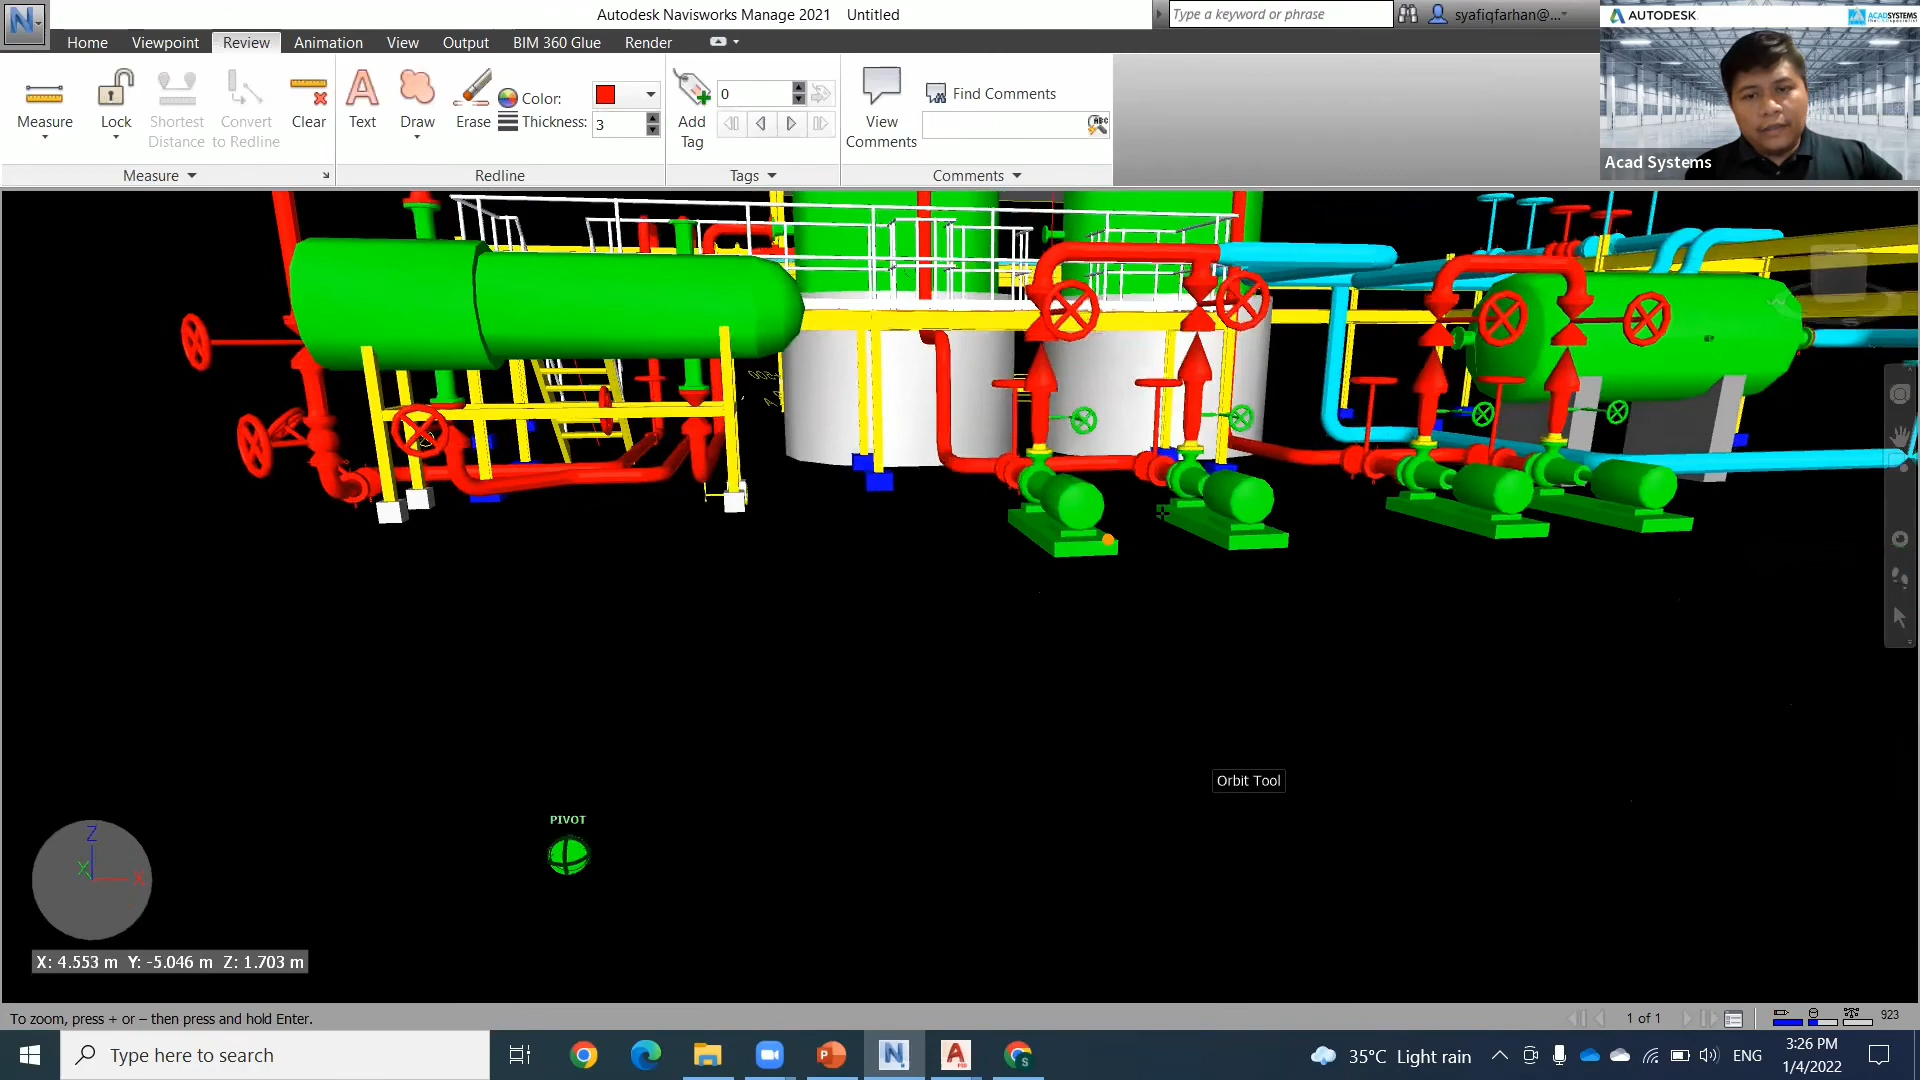 Autodesk Navisworks Manage 2021 Untitled
Type a keyword or phrase
syafiqfarhan@...
AUTODESK
ACADSYSTEMS
Home Viewpoint Review Animation View Output BIM 360 Glue Render
Measure
Lock
Shortest
Distance
Convert
to Redline
Clear
Text
Draw
Erase
Color:
Thickness: 3
Add
Tag
0
View
Comments
Find Comments
Measure
Redline
Tags
Comments
Acad Systems
Orbit Tool
PIVOT
Z
X
X: 4.553 m Y: -5.046 m Z: 1.703 m
To zoom, press + or – then press and hold Enter.
1 of 1
923
Type here to search
35°C Light rain
ENG
3:26 PM
1/4/2022